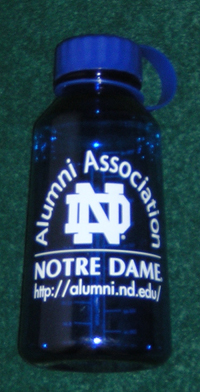 Alumni Association
ND
NOTRE DAME
http://alumni.nd.edu/